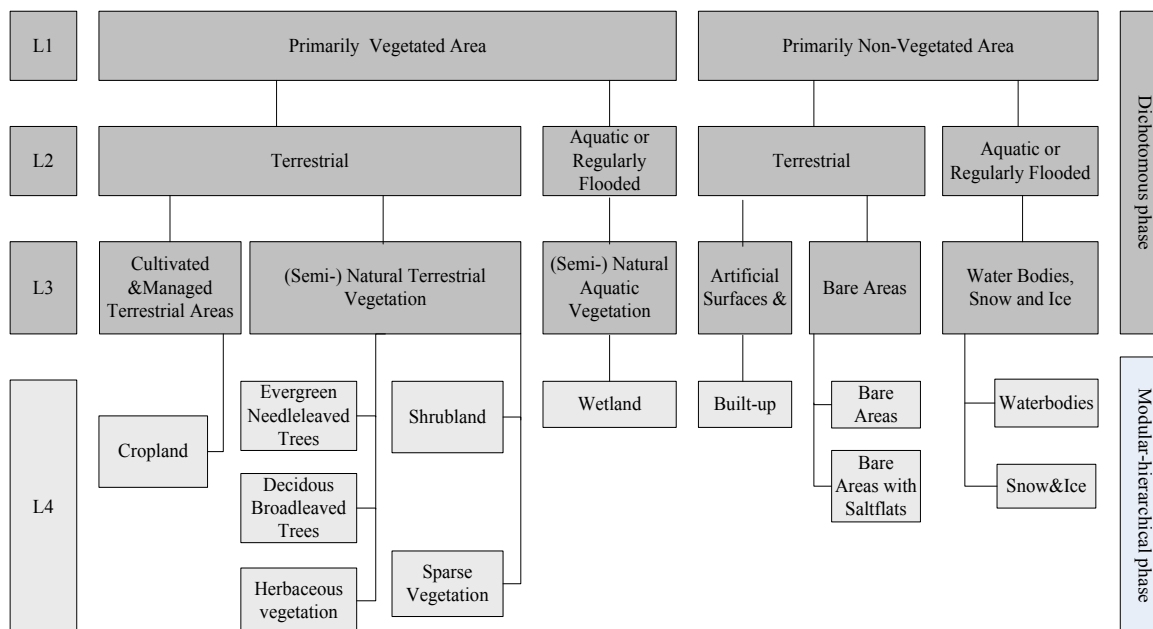 L1
Primarily Vegetated Area
Primarily Non-Vegetated Area
L2
Terrestrial
Aquatic or
Regularly
Flooded
Terrestrial
Aquatic or
Regularly Flooded
Dichotomous phase
L3
Cultivated
&Managed
Terrestrial Areas
(Semi-) Natural Terrestrial
Vegetation
(Semi-) Natural
Aquatic
Vegetation
Artificial
Surfaces &
Bare Areas
Water Bodies,
Snow and Ice
L4
Cropland
Evergreen
Needleleaved
Trees
Decidous
Broadleaved
Trees
Herbaceous
vegetation
Shrubland
Sparse
Vegetation
Wetland
Built-up
Bare
Areas
Bare
Areas with
Saltflats
Waterbodies
Snow&Ice
Modular-hierarchical phase